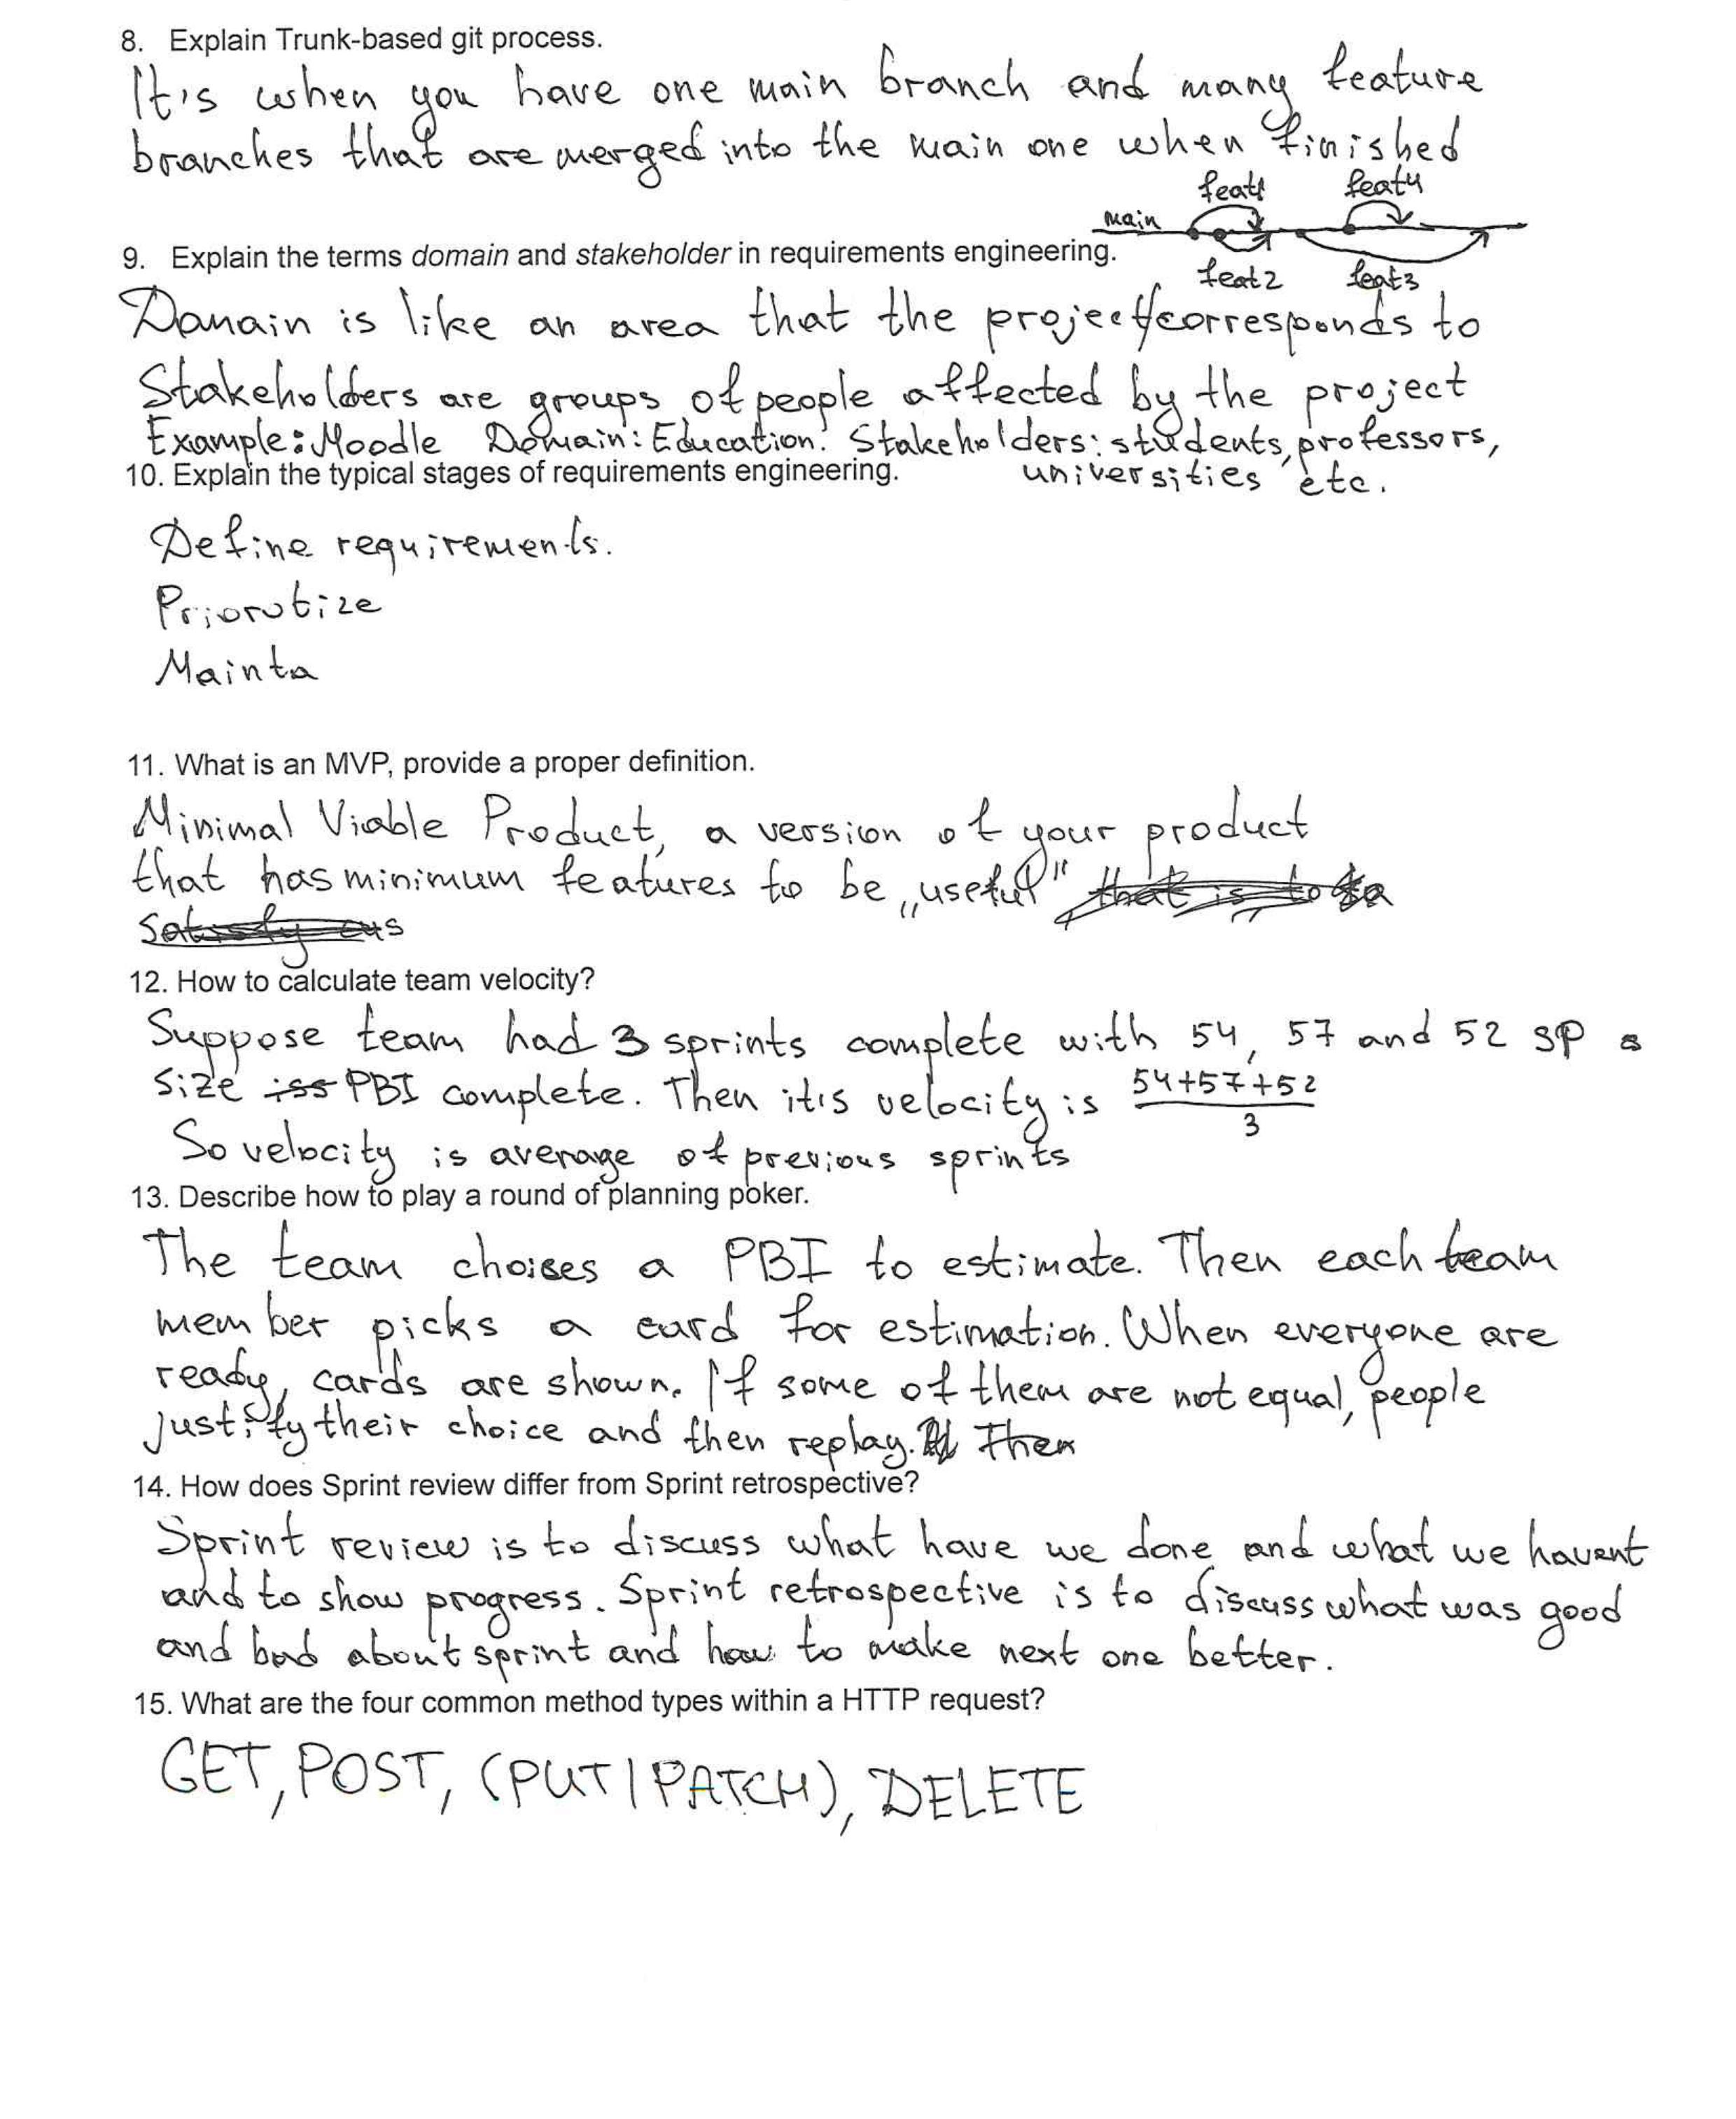 8. Explain Trunk-based git process.
It's when you have one main branch and many feature
branches that are merged into the main one when finished
feat1 feat4
main
feat2 feat3
9. Explain the terms domain and stakeholder in requirements engineering.
Domain is like an area that the project corresponds to
Stakeholders are groups of people affected by the project
Example: Moodle Domain: Education. Stakeholders: students, professors,
universities etc.
10. Explain the typical stages of requirements engineering.
Define requirements.
Priorotize
Mainta
11. What is an MVP, provide a proper definition.
Minimal Viable Product, a version of your product
that has minimum features to be „useful" that is to sa
satisfy cus
12. How to calculate team velocity?
Suppose team had 3 sprints complete with 54, 57 and 52 sp
size iss PBI complete. Then it's velocity is 54+57+52
3
So velocity is average of previous sprints
13. Describe how to play a round of planning poker.
The team choises a PBI to estimate. Then each team
member picks a card for estimation. When everyone are
ready, cards are shown. If some of them are not equal, people
justify their choice and then replay. Then
14. How does Sprint review differ from Sprint retrospective?
Sprint review is to discuss what have we done and what we havent
and to show progress. Sprint retrospective is to discuss what was good
and bad about sprint and how to make next one better.
15. What are the four common method types within a HTTP request?
GET, POST, (PUT|PATCH), DELETE